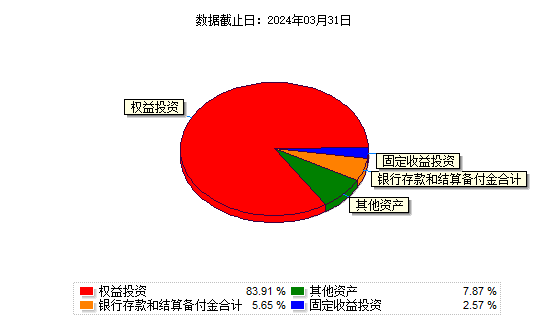 数据截止日：2024年03月31日
权益投资
固定收益投资
银行存款和结算备付金合计
其他资产
权益投资 83.91 % 其他资产 7.87 %
银行存款和结算备付金合计 5.65 % 固定收益投资 2.57 %